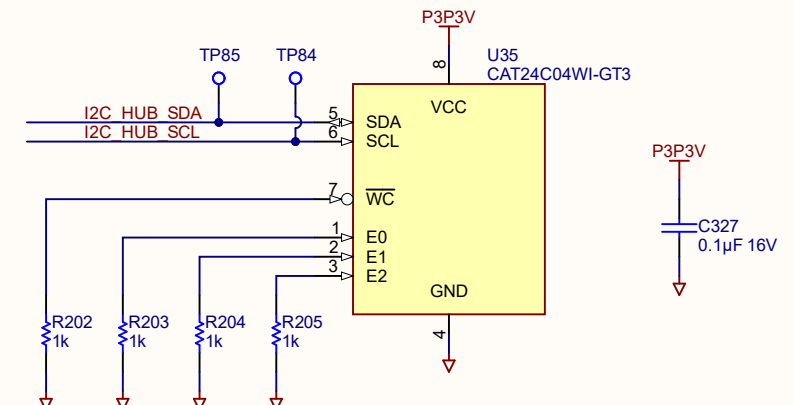 P3P3V
TP85
TP84
U35
CAT24C04WI-GT3
8
VCC
I2C_HUB_SDA
5
SDA
I2C_HUB_SCL
6
SCL
P3P3V
7
WC
C327
0.1µF 16V
1
E0
2
E1
3
E2
GND
R202
1k
R203
1k
R204
1k
R205
1k
4